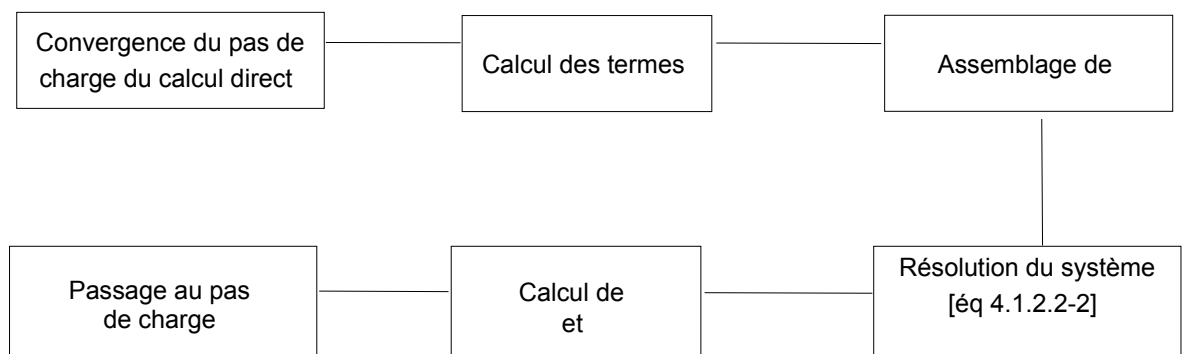 Convergence du pas de
charge du calcul direct
Calcul des termes
Assemblage de
Résolution du système
[éq 4.1.2.2-2]
Calcul de
et
Passage au pas
de charge